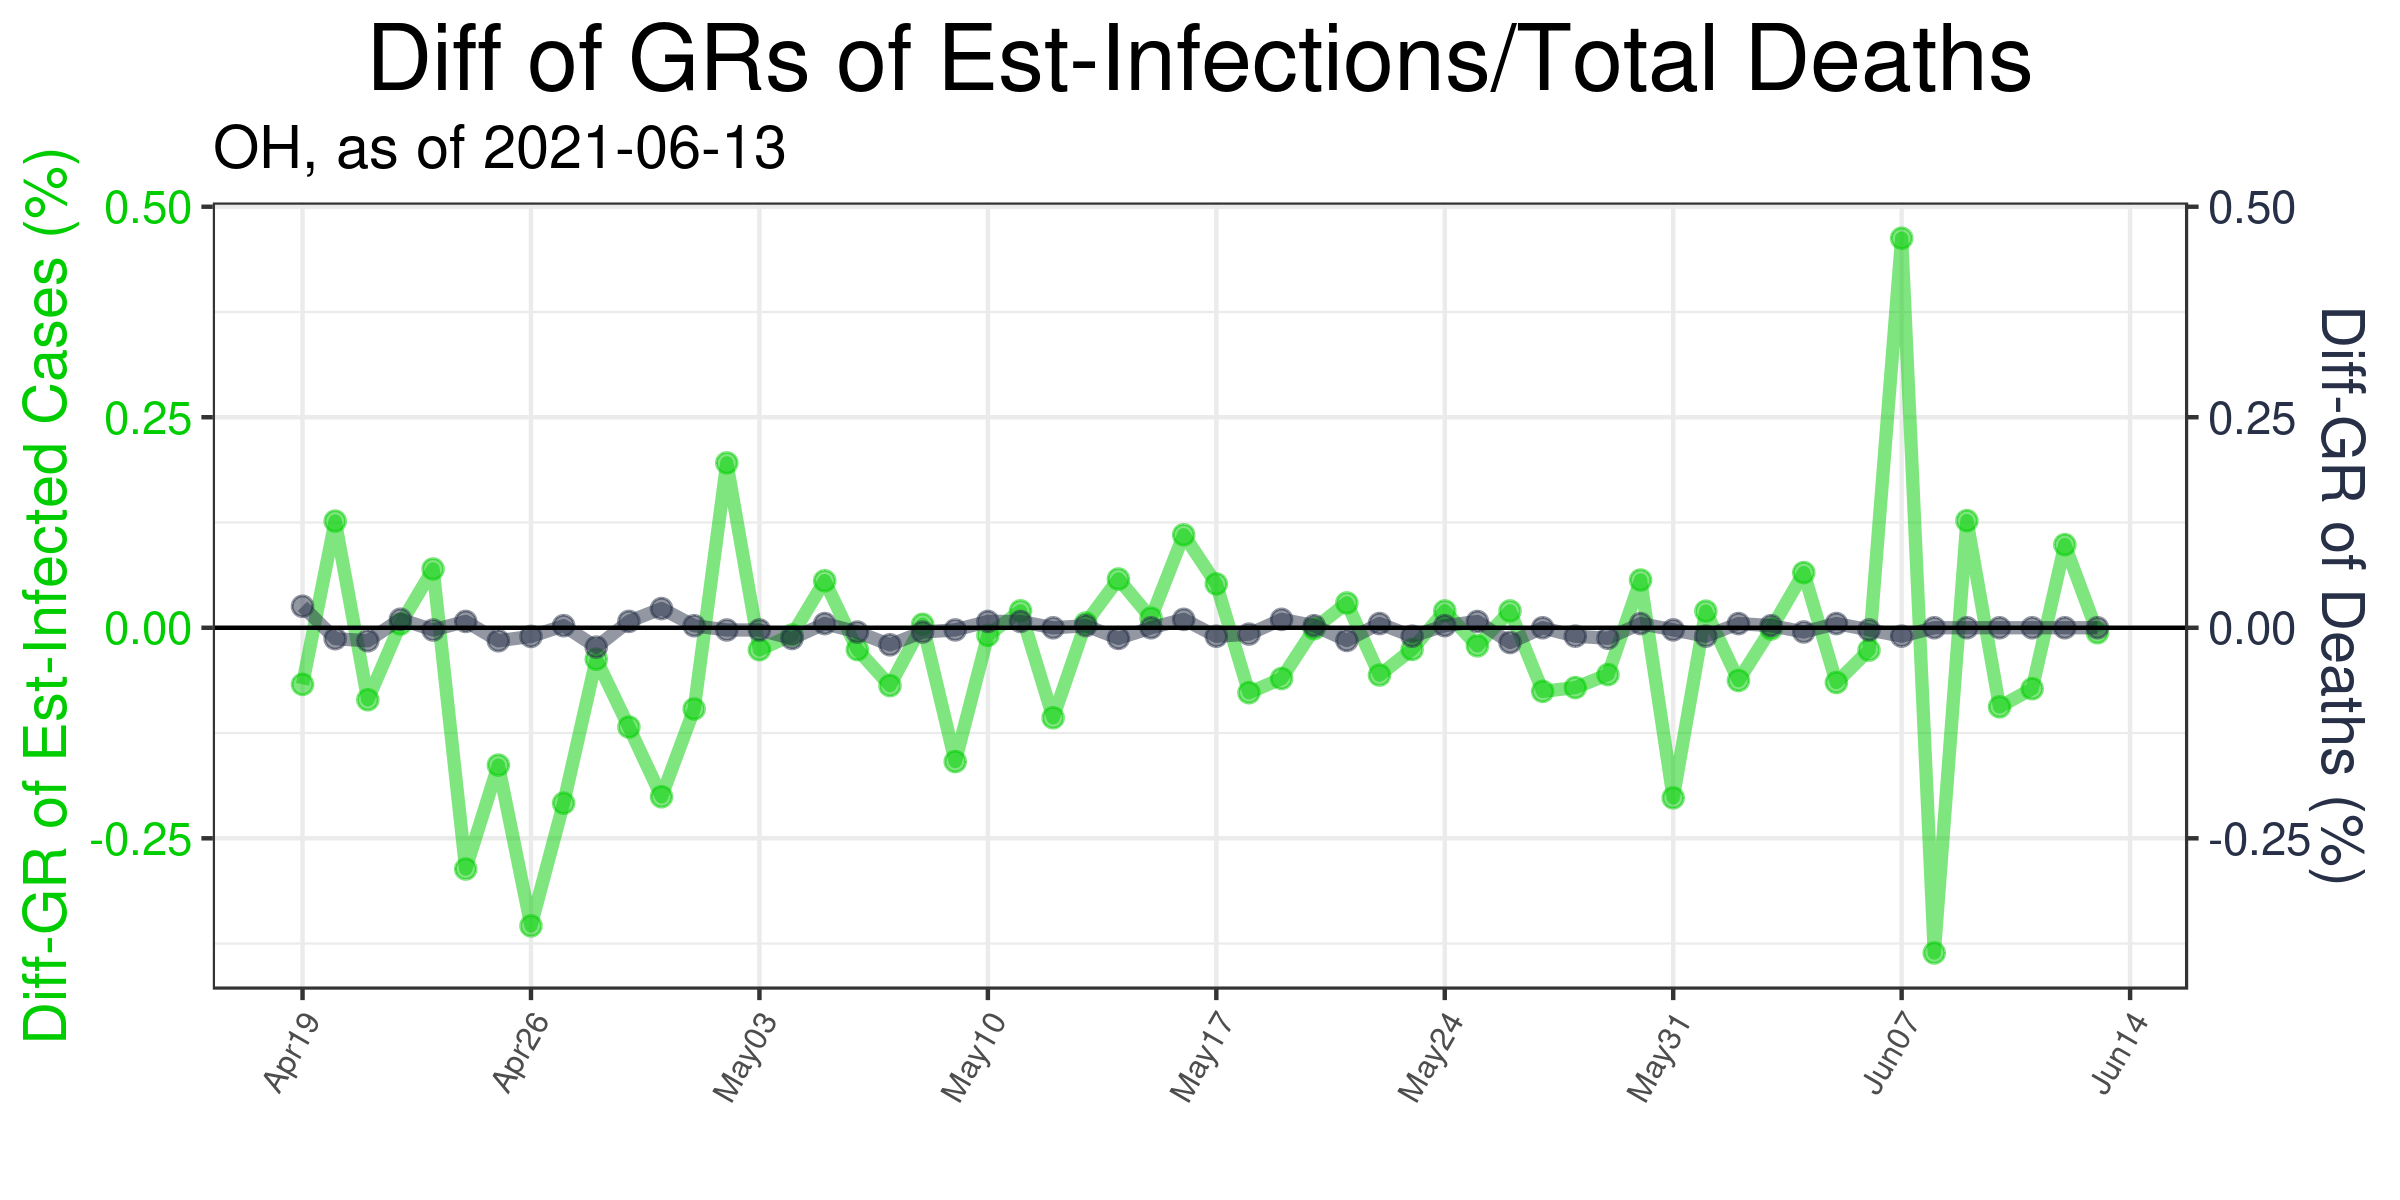 Diff of GRs of Est-Infections/Total Deaths
OH, as of 2021-06-13
Diff-GR of Est-Infected Cases (%)
0.50
0.25
0.00
-0.25
0.50
0.25
0.00
-0.25
Diff-GR of Deaths (%)
Apr19
Apr26
May03
May10
May17
May24
May31
Jun07
Jun14